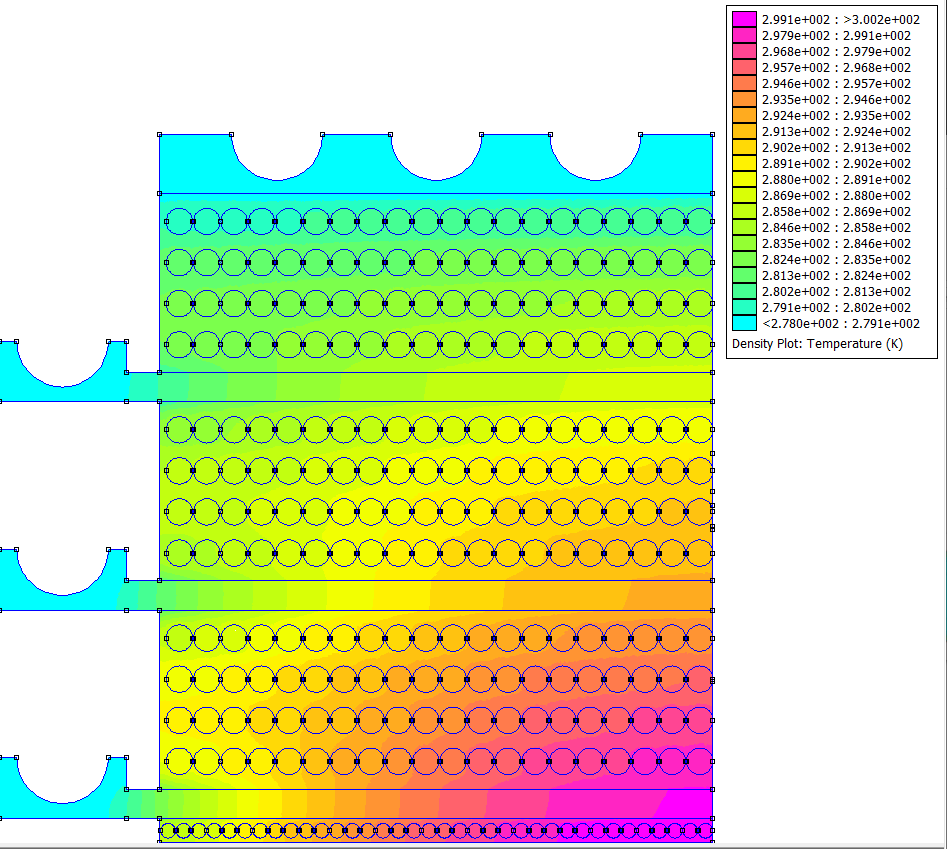 2.991e+002 : >3.002e+002
2.979e+002 : 2.991e+002
2.968e+002 : 2.979e+002
2.957e+002 : 2.968e+002
2.946e+002 : 2.957e+002
2.935e+002 : 2.946e+002
2.924e+002 : 2.935e+002
2.913e+002 : 2.924e+002
2.902e+002 : 2.913e+002
2.891e+002 : 2.902e+002
2.880e+002 : 2.891e+002
2.869e+002 : 2.880e+002
2.858e+002 : 2.869e+002
2.846e+002 : 2.858e+002
2.835e+002 : 2.846e+002
2.824e+002 : 2.835e+002
2.813e+002 : 2.824e+002
2.802e+002 : 2.813e+002
2.791e+002 : 2.802e+002
<2.780e+002 : 2.791e+002
Density Plot: Temperature (K)